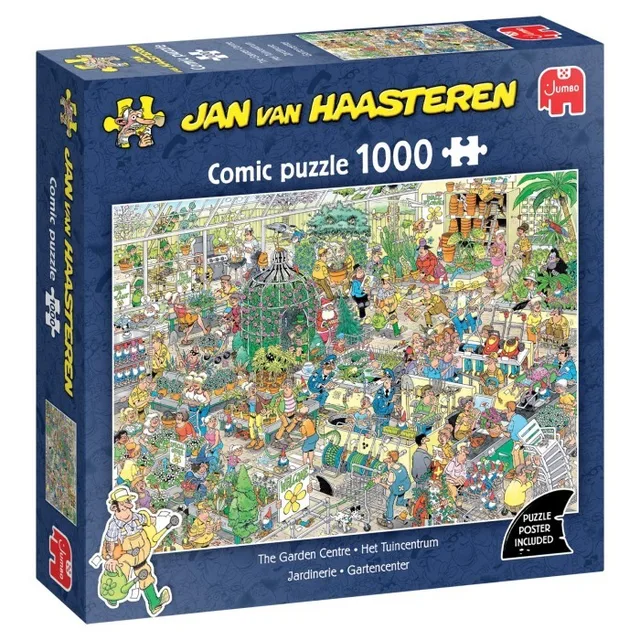 JAN VAN HAASTEREN
Jumbo
Comic puzzle 1000
JAN VAN HAASTEREN
Comic puzzle
1000
PUZZLE
POSTER
INCLUDED
The Garden Centre • Het Tuincentrum
Jardinerie • Gartencenter
Jumbo